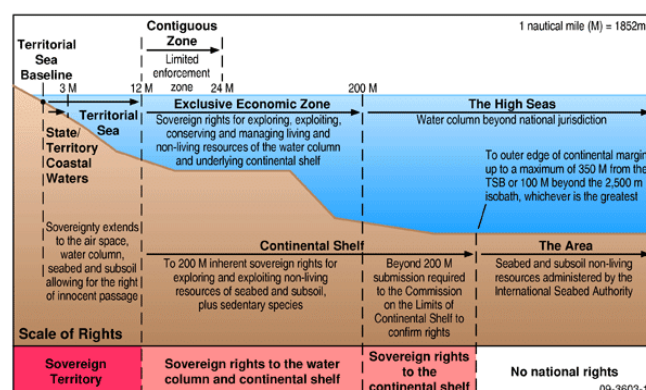 Contiguous
Zone
1 nautical mile (M) = 1852m
Territorial
Sea
Baseline
Limited
enforcement
zone
3 M
12 M
24 M
200 M
Territorial
Sea
State/
Territory
Coastal
Waters
Exclusive Economic Zone
Sovereign rights for exploring, exploiting,
conserving and managing living and
non-living resources of the water column
and underlying continental shelf
The High Seas
Water column beyond national jurisdiction
To outer edge of continental margin
up to a maximum of 350 M from the
TSB or 100 M beyond the 2,500 m
isobath, whichever is the greatest
Sovereignty extends
to the air space,
water column,
seabed and subsoil
allowing for the right
of innocent passage
Continental Shelf
To 200 M inherent sovereign rights for
exploring and exploiting non-living
resources of seabed and subsoil,
plus sedentary species
Beyond 200 M
submission required
to the Commission
on the Limits of
Continental Shelf to
confirm rights
The Area
Seabed and subsoil non-living
resources administered by the
International Seabed Authority
Scale of Rights
Sovereign
Territory
Sovereign rights to the water
column and continental shelf
Sovereign rights
to the
continental shelf
No national rights
09-3603-1